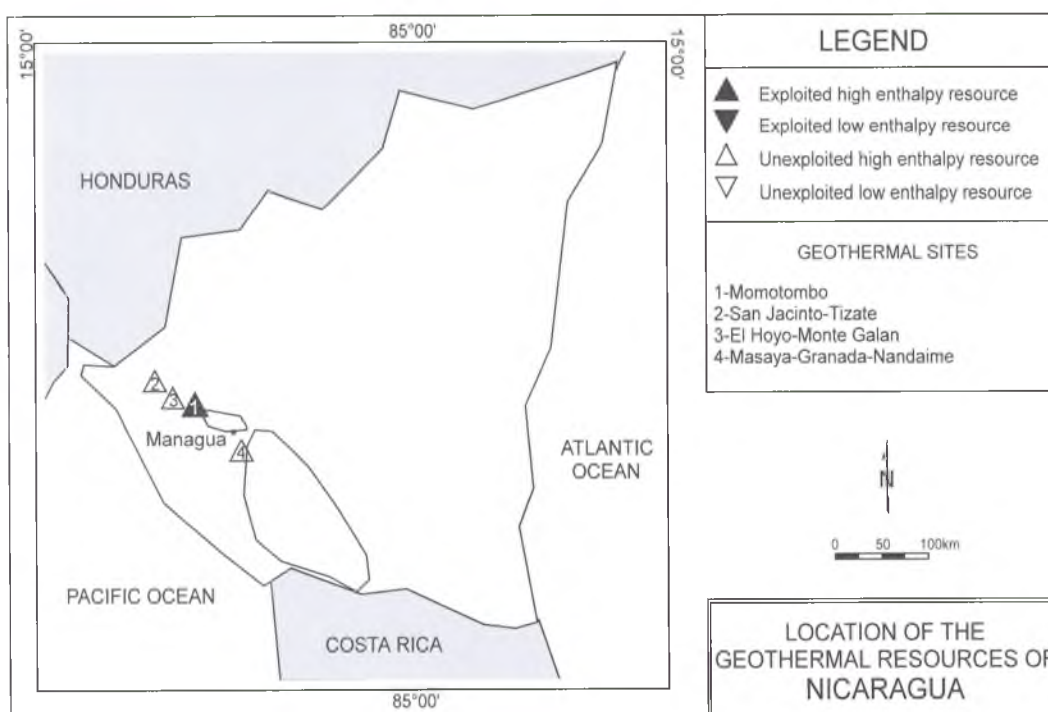 85°00'
15°00'
15°00'
HONDURAS
2
3
1
Managua
4
ATLANTIC
OCEAN
PACIFIC OCEAN
COSTA RICA
85°00'
LEGEND
Exploited high enthalpy resource
Exploited low enthalpy resource
Unexploited high enthalpy resource
Unexploited low enthalpy resource
GEOTHERMAL SITES
1-Momotombo
2-San Jacinto-Tizate
3-El Hoyo-Monte Galan
4-Masaya-Granada-Nandaime
N
0 50 100km
LOCATION OF THE
GEOTHERMAL RESOURCES OF
NICARAGUA